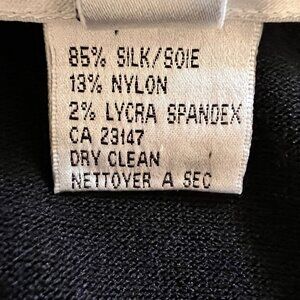 85% SILK/SOIE
13% NYLON
2% LYCRA SPANDEX
CA 23147
DRY CLEAN
NETTOYER A SEC